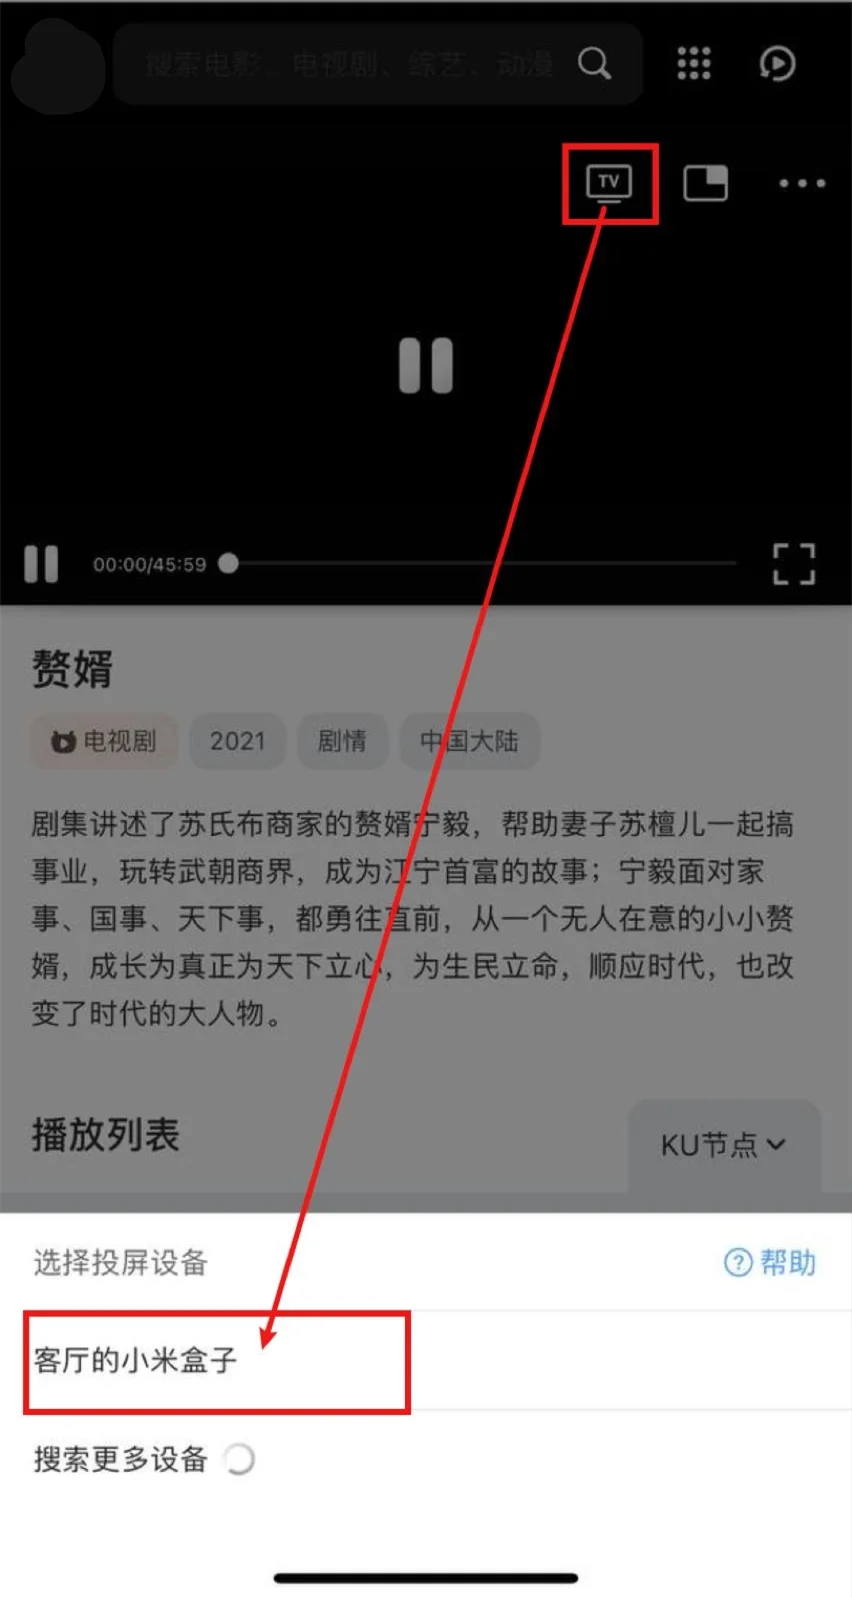 搜索电影、电视剧、综艺、动漫
TV
00:00/45:59
赘婿
电视剧 2021 剧情 中国大陆
剧集讲述了苏氏布商家的赘婿宁毅，帮助妻子苏檀儿一起搞
事业，玩转武朝商界，成为江宁首富的故事；宁毅面对家
事、国事、天下事，都勇往直前，从一个无人在意的小小赘
婿，成长为真正为天下立心，为生民立命，顺应时代，也改
变了时代的大人物。
播放列表 KU节点
选择投屏设备 ? 帮助
客厅的小米盒子
搜索更多设备